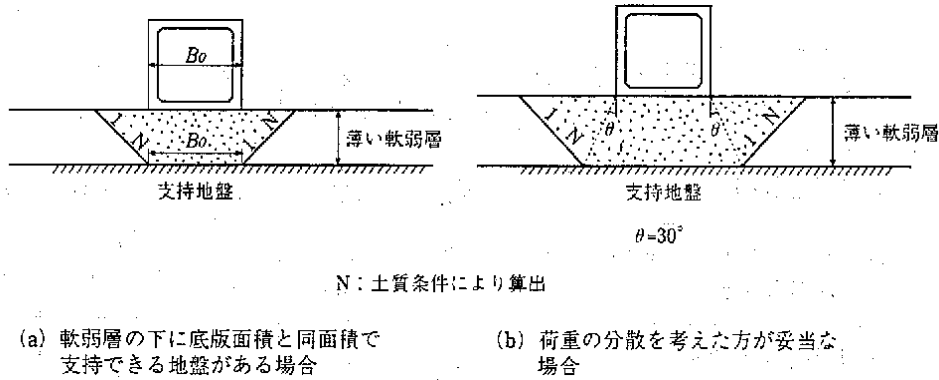 Bo
1:N
N:1
Bo
薄い軟弱層
支持地盤
1:N
θ
θ
1:N
薄い軟弱層
支持地盤
θ=30°
N：土質条件により算出
(a) 軟弱層の下に底版面積と同面積で
支持できる地盤がある場合
(b) 荷重の分散を考えた方が妥当な
場合